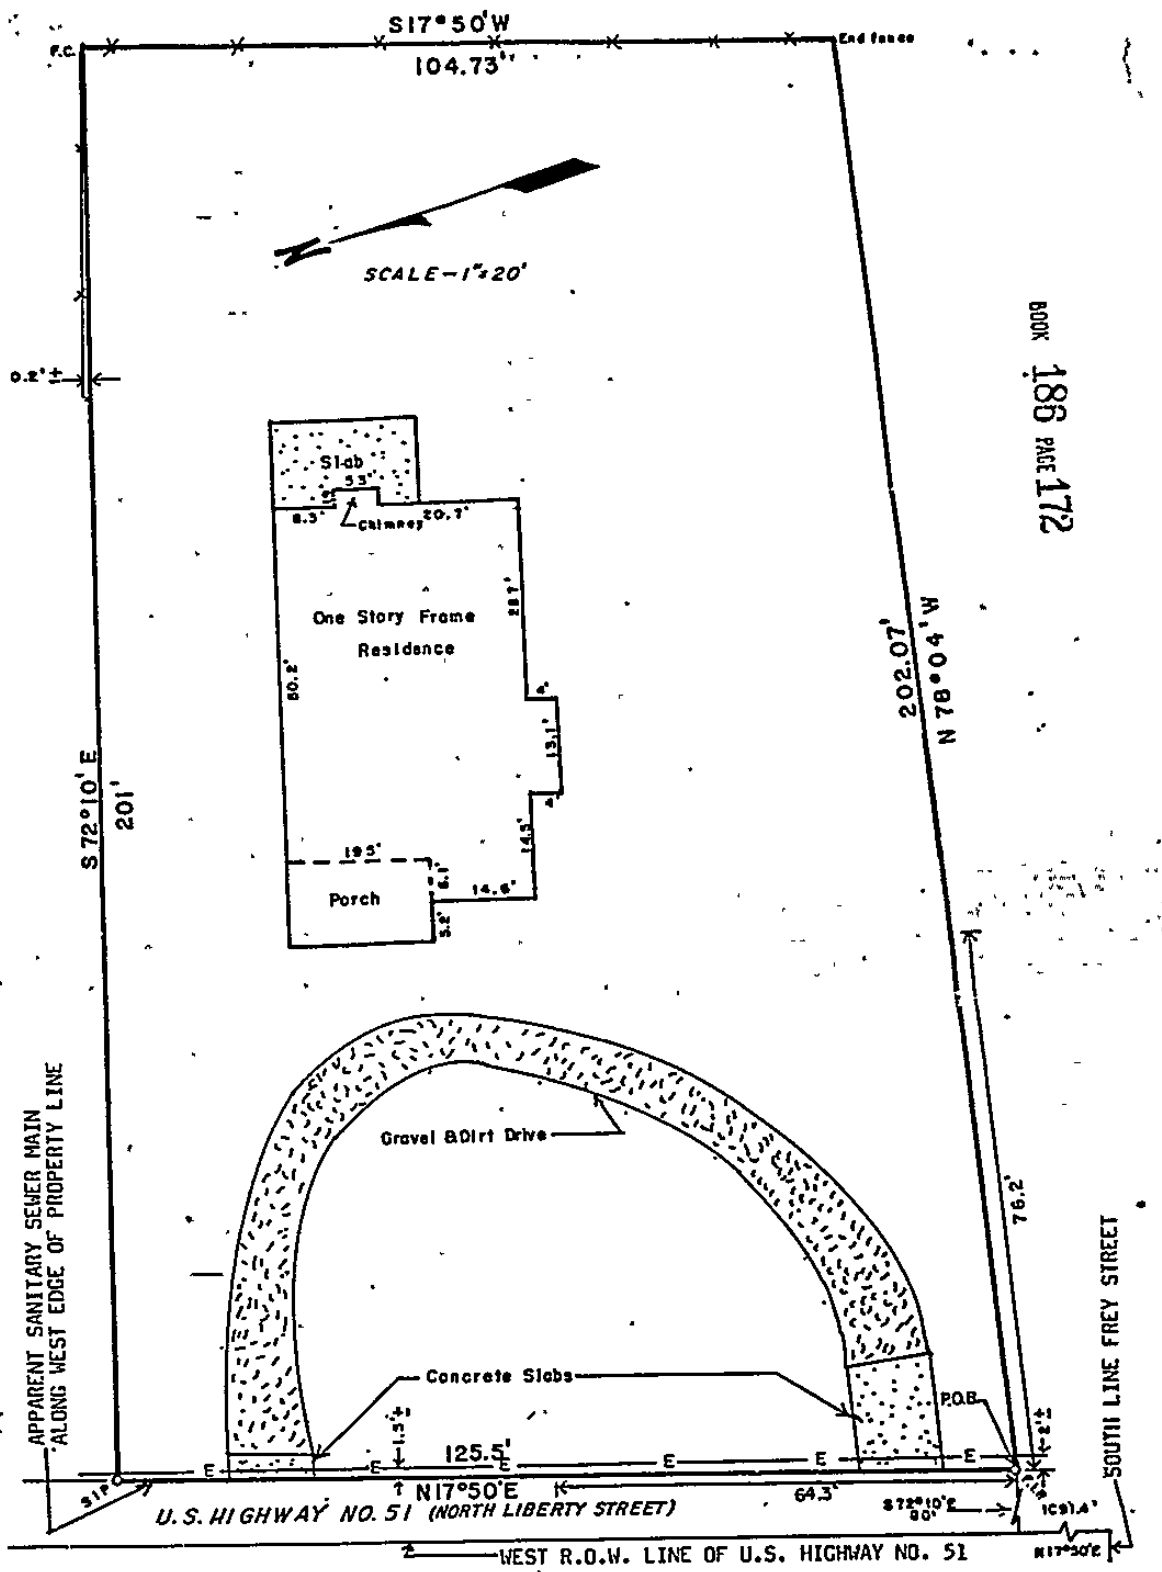 S17°50'W
F.C.
End fence
104.73'
SCALE-1"=20'
BOOK 186 PAGE 172
0.2'±
Slab
5.3'
8.3'
20.7'
Chimney
One Story Frame
Residence
28.7'
60.2'
4'
13.1'
4'
14.5'
202.07'
N 78°04'W
S 72°10' E
201'
19.5'
Porch
6.1'
14.6'
5.2'
76.2'
APPARENT SANITARY SEWER MAIN
ALONG WEST EDGE OF PROPERTY LINE
Gravel & Dirt Drive
SOUTH LINE FREY STREET
Concrete Slabs
P.O.B.
1.5'±
2'±
125.5'
E E E E E E
SIP
N17°50'E
64.3'
U.S. HIGHWAY NO. 51 (NORTH LIBERTY STREET)
S72°10'E
80'
N17°50'E
WEST R.O.W. LINE OF U.S. HIGHWAY NO. 51